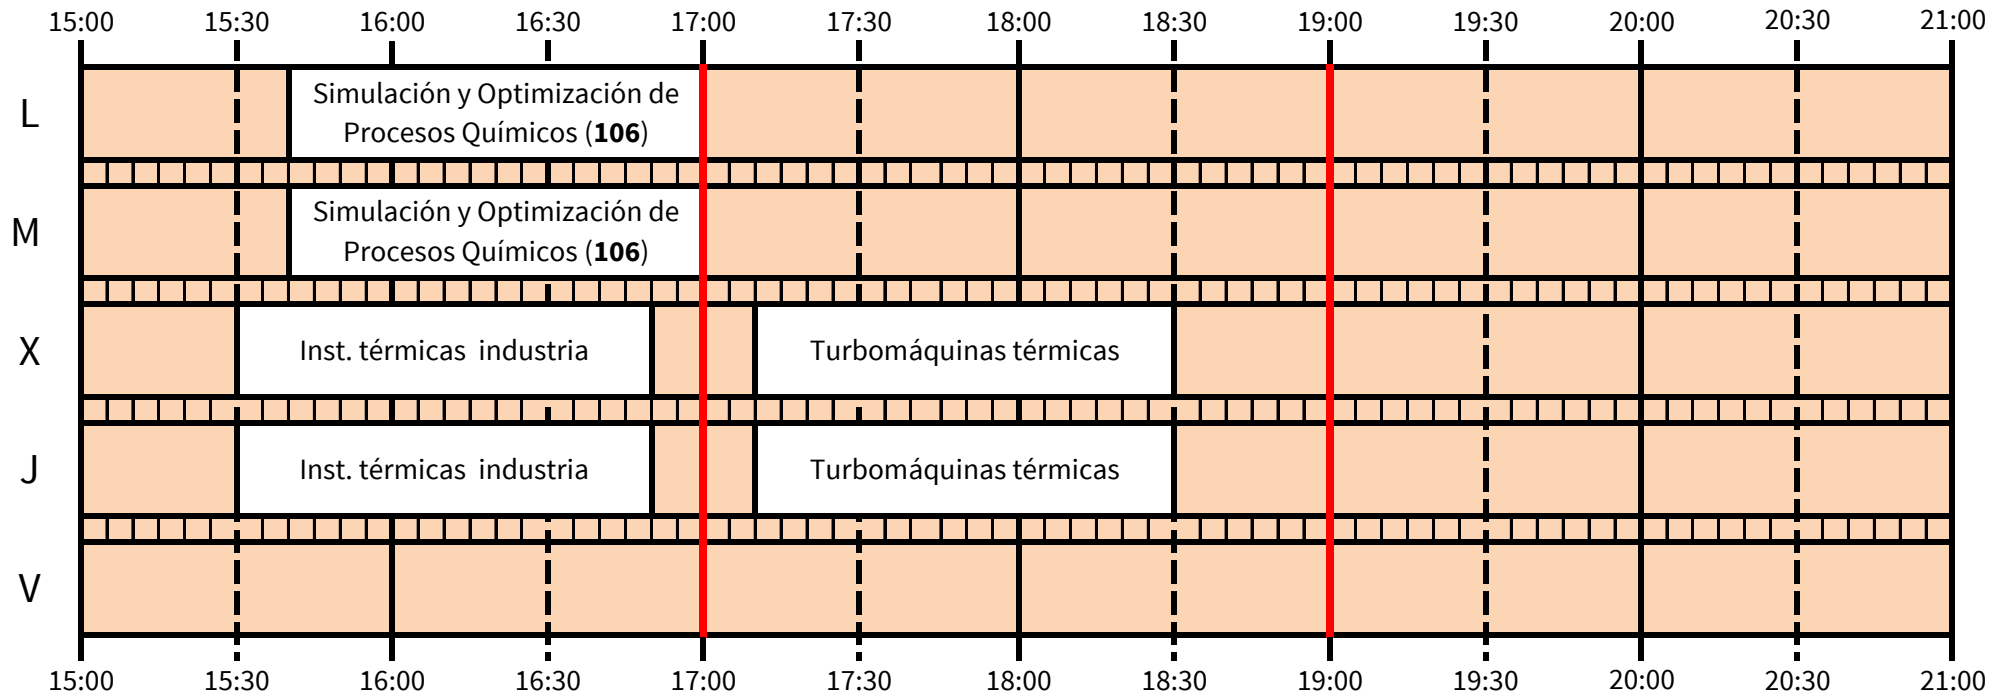 15:00 15:30 16:00 16:30 17:00 17:30 18:00 18:30 19:00 19:30 20:00 20:30 21:00
L
Simulación y Optimización de
Procesos Químicos (106)
M
Simulación y Optimización de
Procesos Químicos (106)
X
Inst. térmicas industria
Turbomáquinas térmicas
J
Inst. térmicas industria
Turbomáquinas térmicas
V
15:00 15:30 16:00 16:30 17:00 17:30 18:00 18:30 19:00 19:30 20:00 20:30 21:00